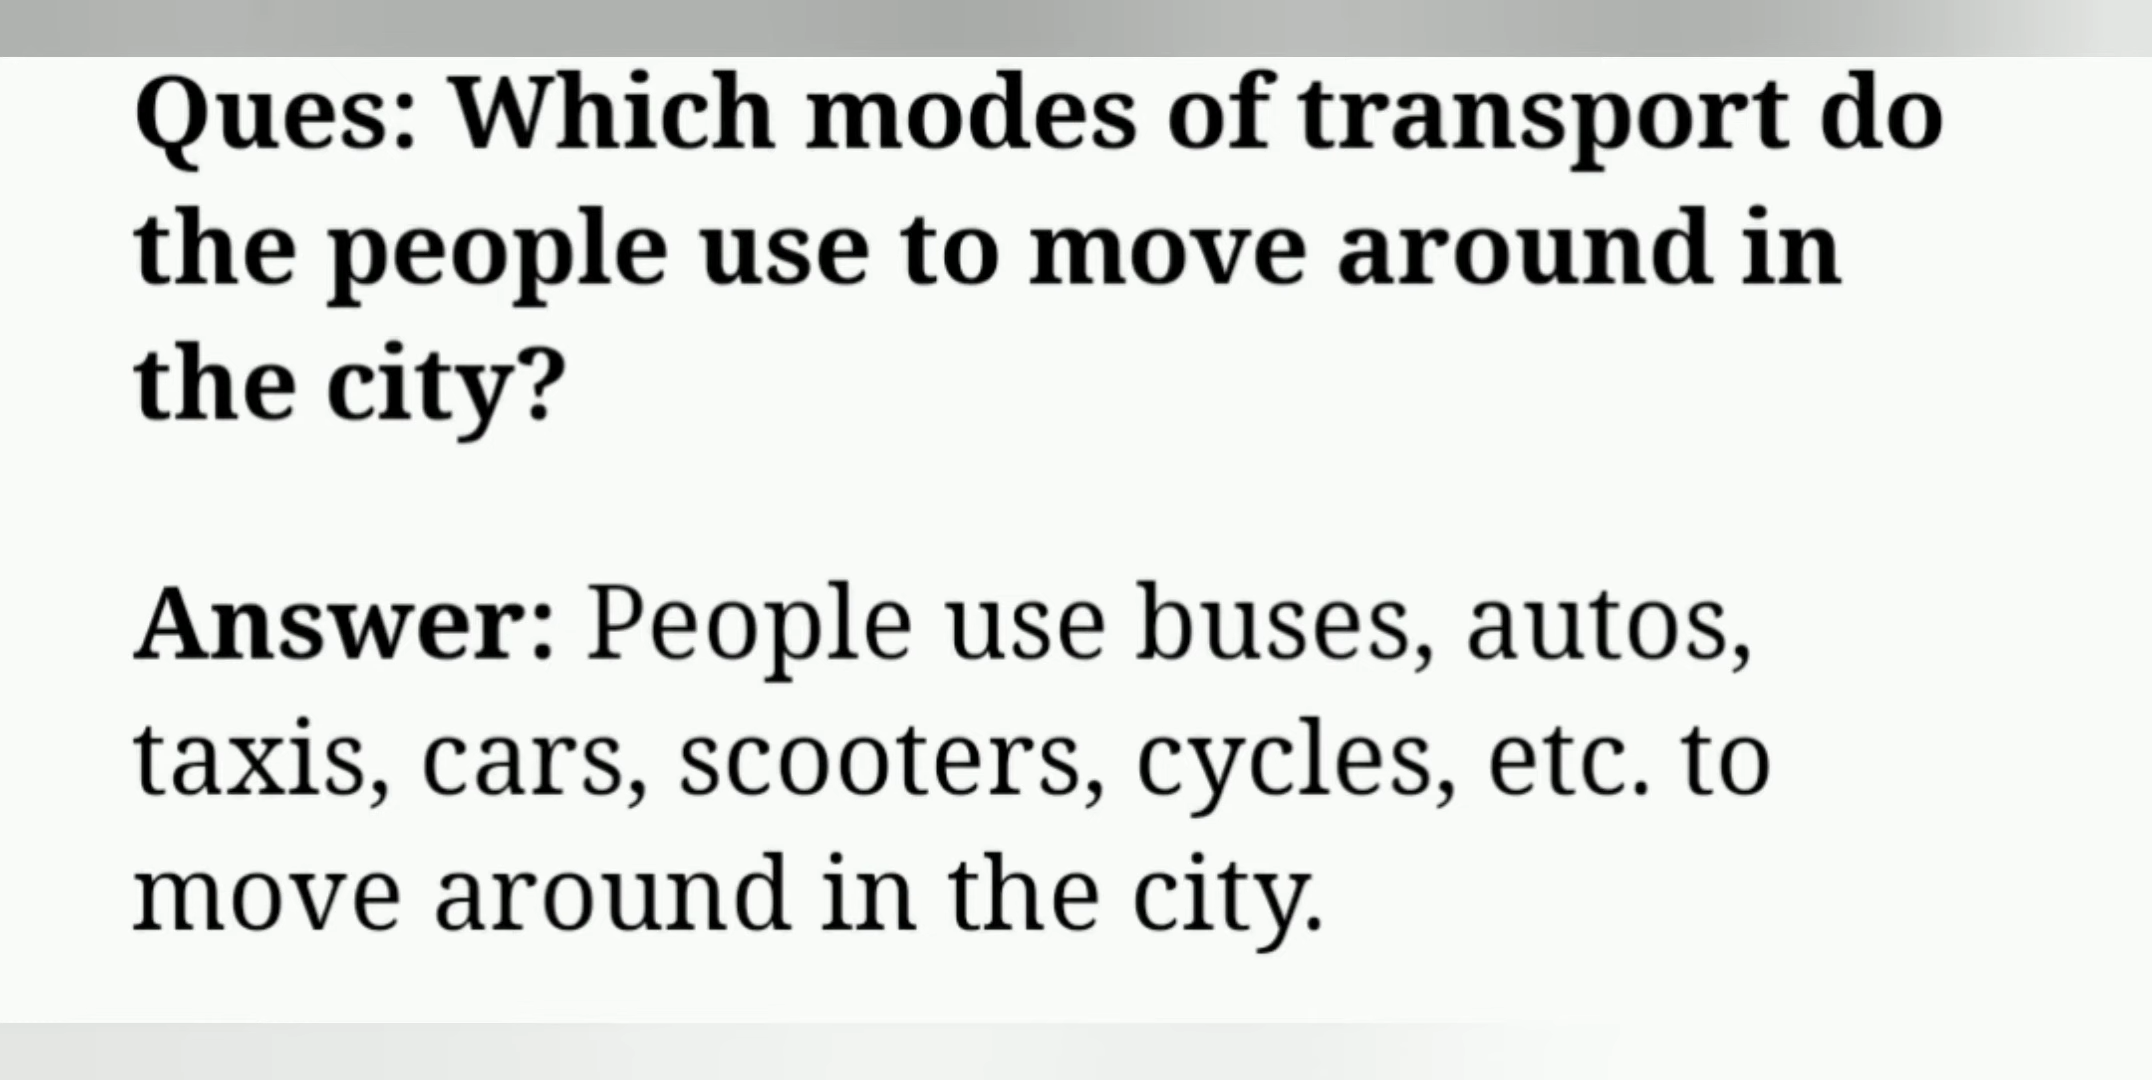 Ques: Which modes of transport do
the people use to move around in
the city?
Answer: People use buses, autos,
taxis, cars, scooters, cycles, etc. to
move around in the city.